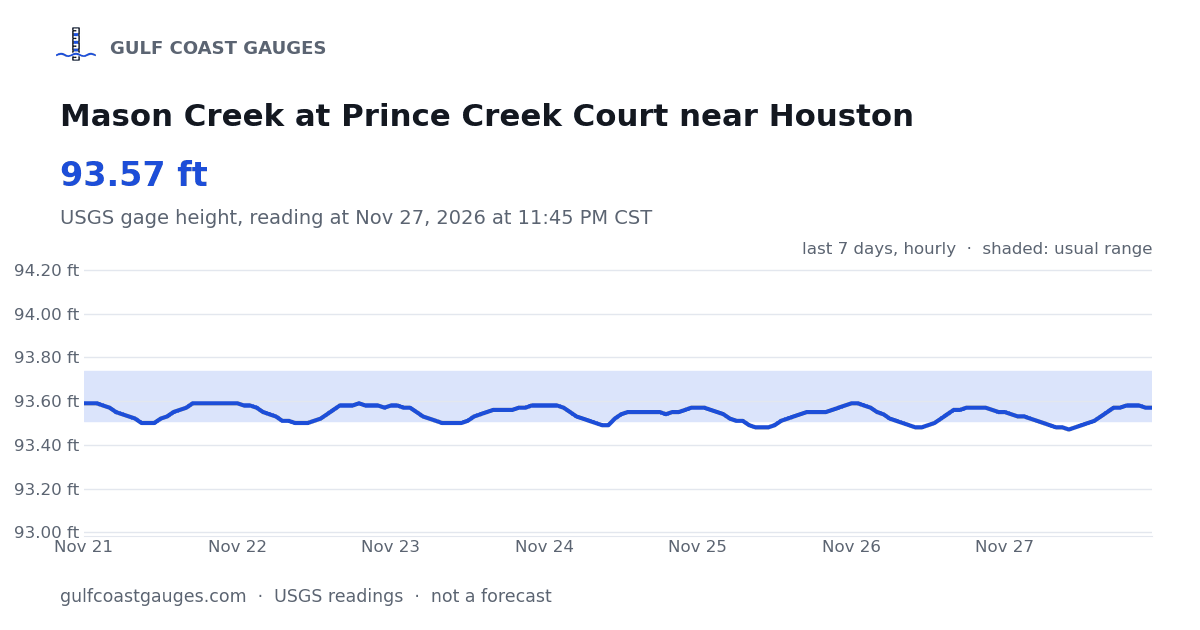 GULF COAST GAUGES
Mason Creek at Prince Creek Court near Houston
93.57 ft
USGS gage height, reading at Nov 27, 2026 at 11:45 PM CST
last 7 days, hourly · shaded: usual range
94.20 ft
94.00 ft
93.80 ft
93.60 ft
93.40 ft
93.20 ft
93.00 ft
Nov 21 Nov 22 Nov 23 Nov 24 Nov 25 Nov 26 Nov 27
gulfcoastgauges.com · USGS readings · not a forecast